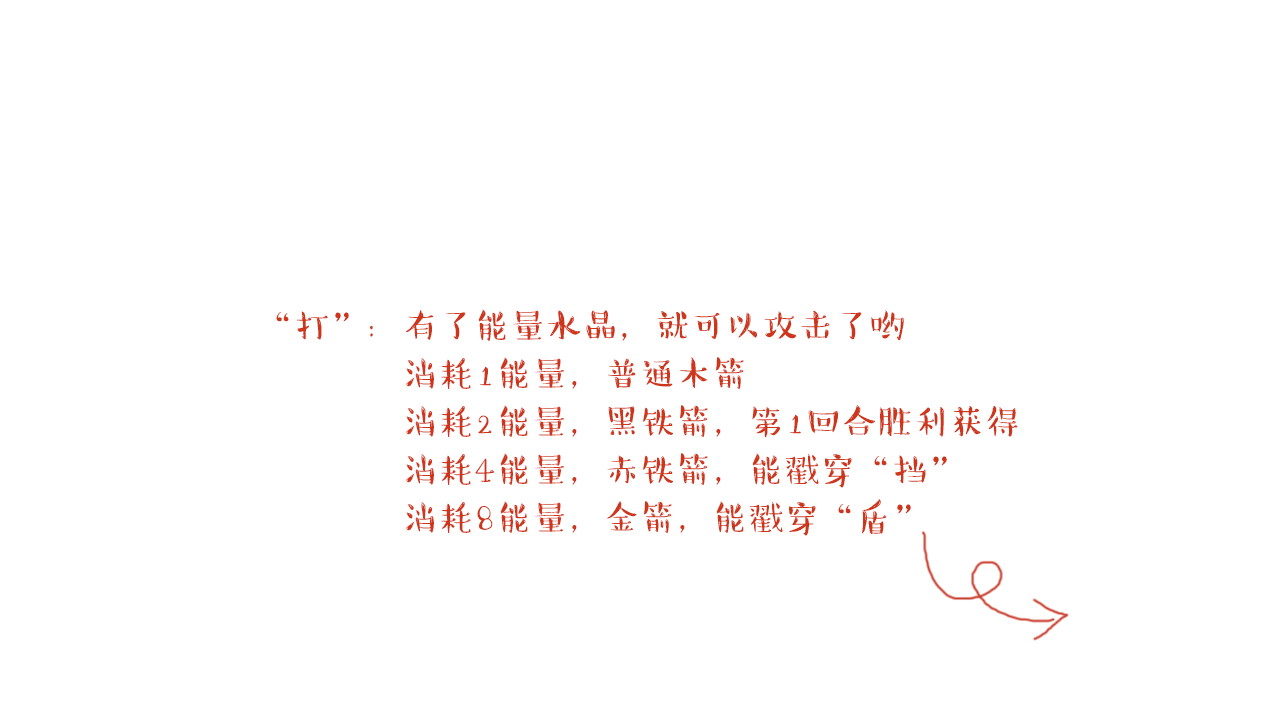 “打”：有了能量水晶，就可以攻击了哟
消耗1能量，普通木箭
消耗2能量，黑铁箭，第1回合胜利获得
消耗4能量，赤铁箭，能戳穿“挡”
消耗8能量，金箭，能戳穿“盾”